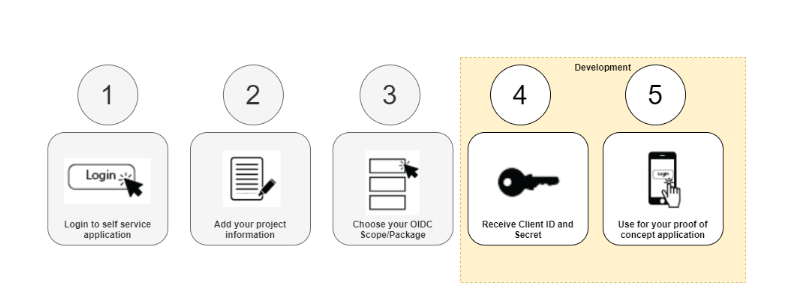 Development
1
2
3
4
5
Login
Login
Login to self service
application
Add your project
information
Choose your OIDC
Scope/Package
Receive Client ID and
Secret
Use for your proof of
concept application